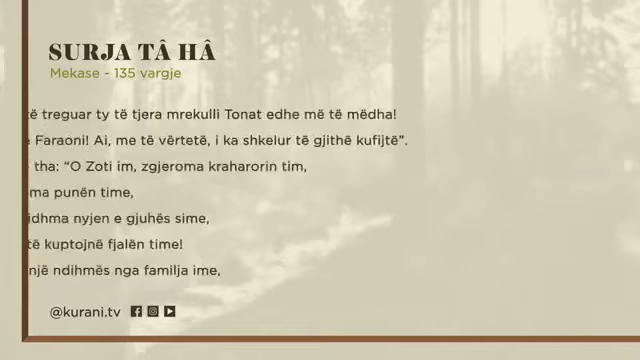 SURJA TÂ HÂ
Mekase - 135 vargje
të treguar ty të tjera mrekulli Tonat edhe më të mëdha!
Faraoni! Ai, me të vërtetë, i ka shkelur të gjithë kufijtë”.
tha: “O Zoti im, zgjeroma kraharorin tim,
punën time,
nyjen e gjuhës sime,
të kuptojnë fjalën time!
një ndihmës nga familja ime,
@kurani.tv